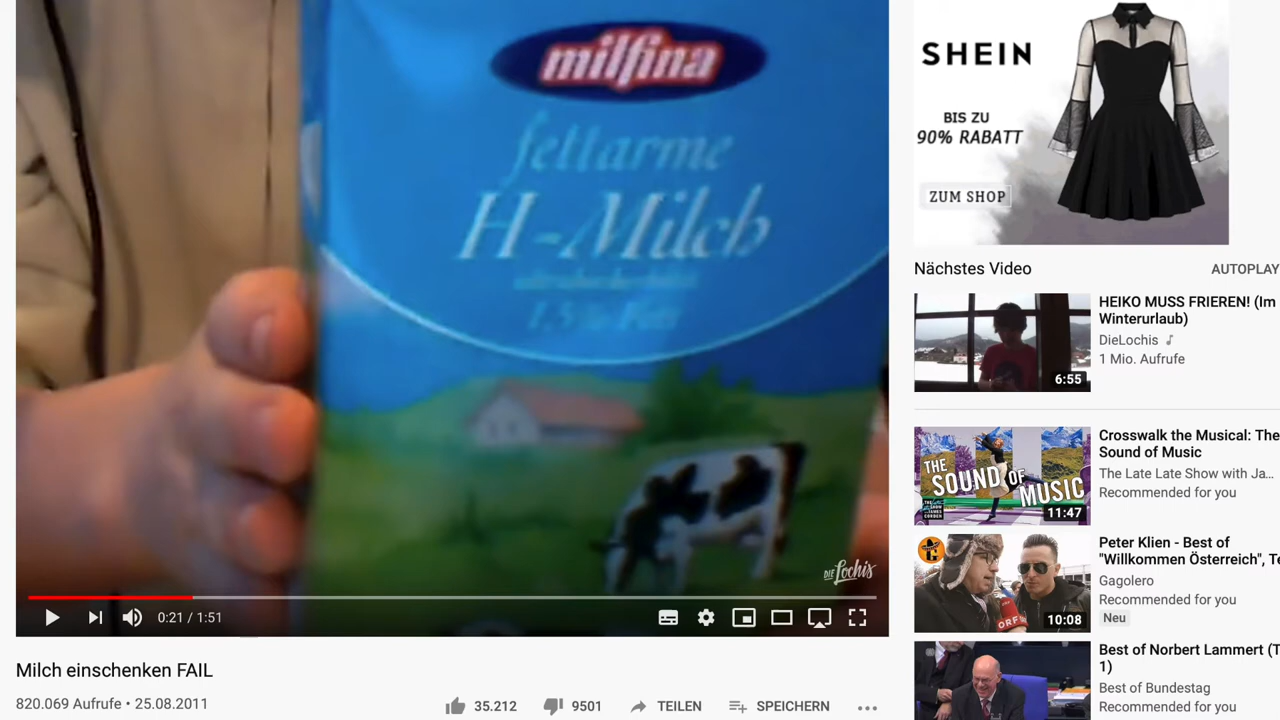 milfina
fettarme
H-Milch
1,5 % Fett
DIE Lochis
0:21 / 1:51
Milch einschenken FAIL
820.069 Aufrufe • 25.08.2011
35.212
9501
TEILEN
SPEICHERN
SHEIN
BIS ZU
90% RABATT
ZUM SHOP
Nächstes Video
AUTOPLAY
HEIKO MUSS FRIEREN! (Im
Winterurlaub)
DieLochis
1 Mio. Aufrufe
6:55
THE
SOUND OF
MUSIC
11:47
Crosswalk the Musical: The
Sound of Music
The Late Late Show with Ja...
Recommended for you
ORF
10:08
Peter Klien - Best of
"Willkommen Österreich", Te
Gagolero
Recommended for you
Neu
Best of Norbert Lammert (T
1)
Best of Bundestag
Recommended for you